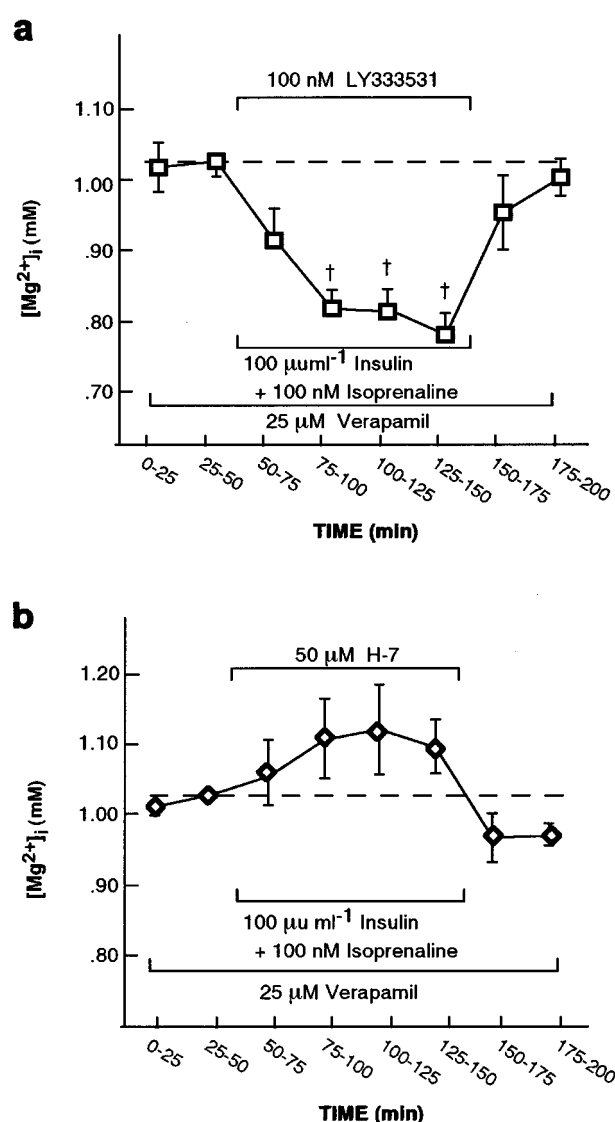 a
100 nM LY333531
1.10
1.00
.90
.80
.70
[Mg2+]i (mM)
† † †
100 μuml-1 Insulin
+ 100 nM Isoprenaline
25 μM Verapamil
0-25 25-50 50-75 75-100 100-125 125-150 150-175 175-200
TIME (min)
b
50 μM H-7
1.20
1.10
1.00
.90
.80
[Mg2+]i (mM)
100 μu ml-1 Insulin
+ 100 nM Isoprenaline
25 μM Verapamil
0-25 25-50 50-75 75-100 100-125 125-150 150-175 175-200
TIME (min)